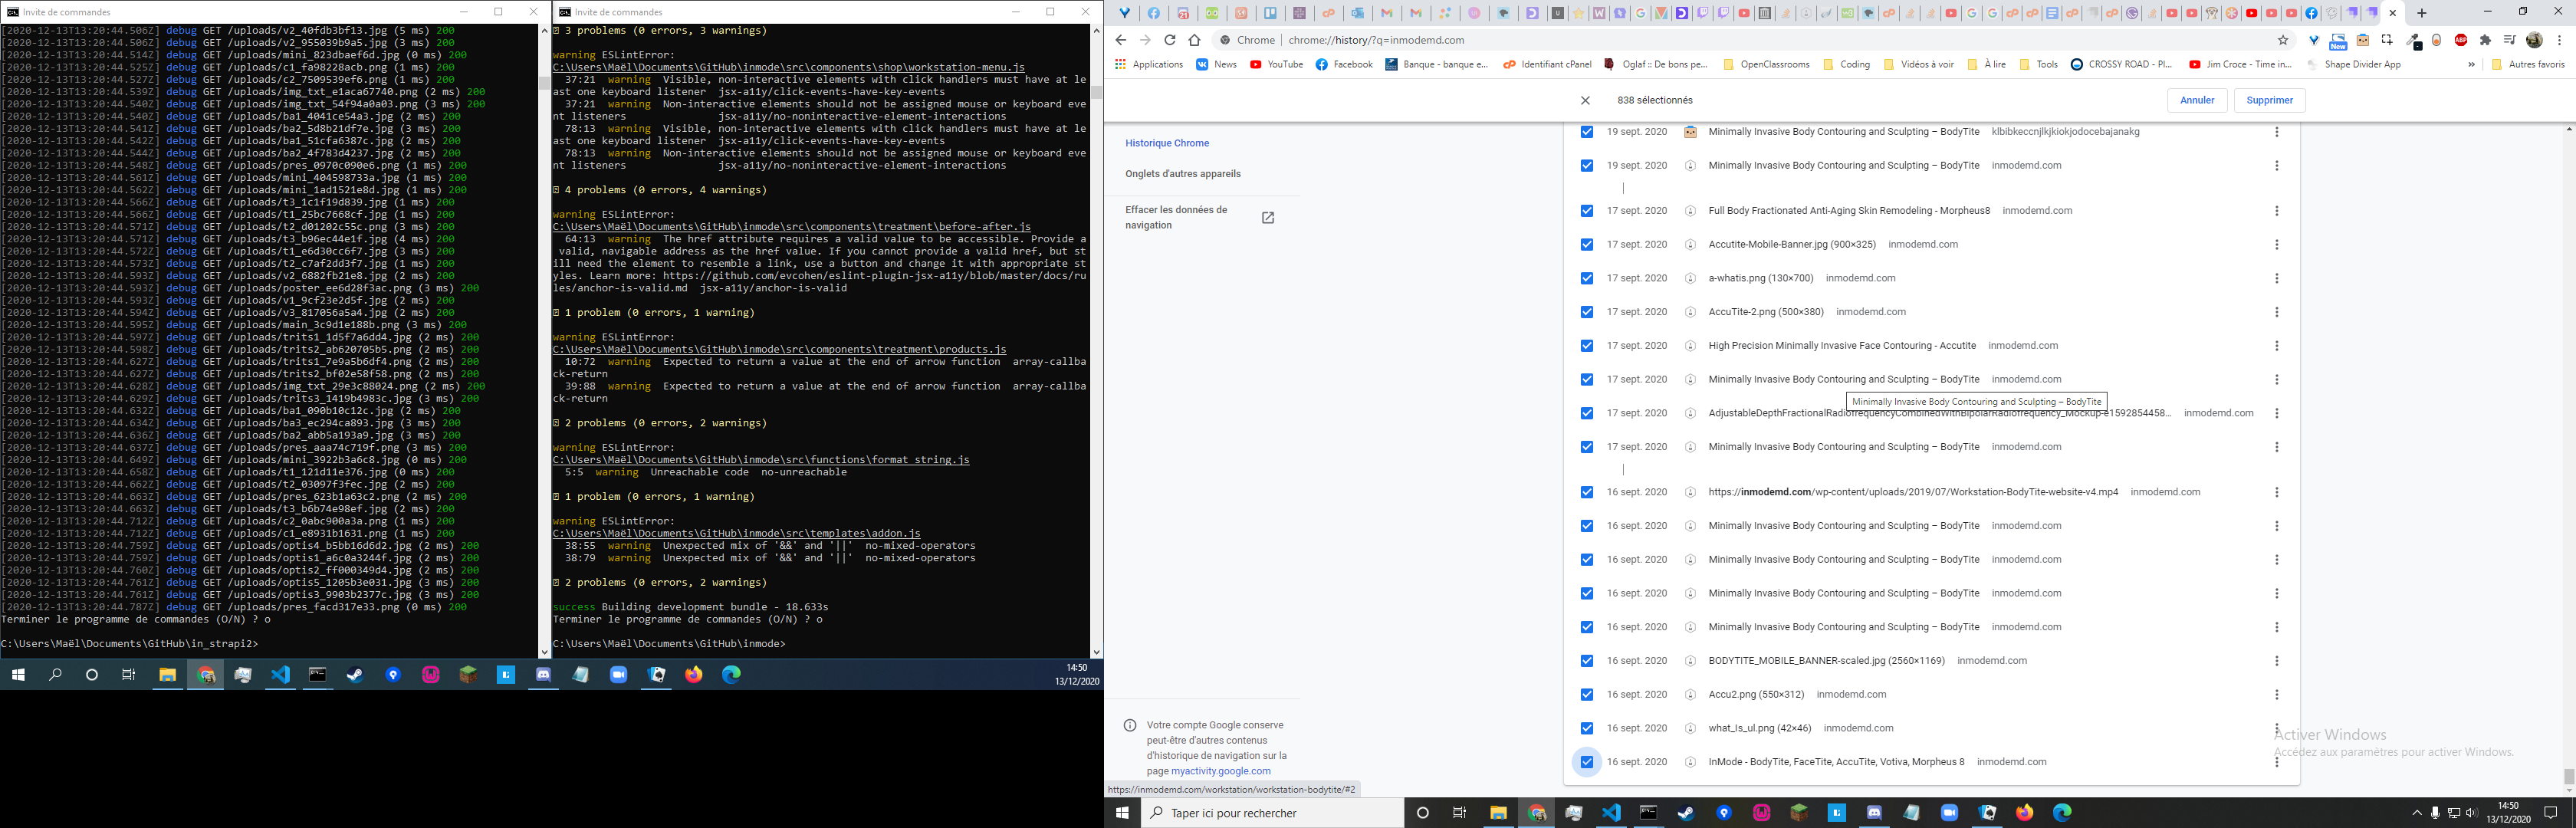 Invite de commandes
[2020-12-13T13:20:44.506Z] debug GET /uploads/v2_40fdb3bf13.jpg (5 ms) 200
[2020-12-13T13:20:44.506Z] debug GET /uploads/v2_955039b9a5.jpg (3 ms) 200
[2020-12-13T13:20:44.514Z] debug GET /uploads/mini_823dbaef6d.jpg (0 ms) 200
[2020-12-13T13:20:44.525Z] debug GET /uploads/c1_fa98228acb.png (1 ms) 200
[2020-12-13T13:20:44.527Z] debug GET /uploads/c2_7509539ef6.png (1 ms) 200
[2020-12-13T13:20:44.539Z] debug GET /uploads/img_txt_e1aca67740.png (2 ms) 200
[2020-12-13T13:20:44.540Z] debug GET /uploads/img_txt_54f94a0a03.png (3 ms) 200
[2020-12-13T13:20:44.540Z] debug GET /uploads/ba1_4041ce54a3.jpg (2 ms) 200
[2020-12-13T13:20:44.541Z] debug GET /uploads/ba2_5d8b21df7e.jpg (3 ms) 200
[2020-12-13T13:20:44.542Z] debug GET /uploads/ba1_51cfa6387c.jpg (2 ms) 200
[2020-12-13T13:20:44.544Z] debug GET /uploads/ba2_4f783d4237.jpg (2 ms) 200
[2020-12-13T13:20:44.548Z] debug GET /uploads/pres_0970c090e6.png (1 ms) 200
[2020-12-13T13:20:44.561Z] debug GET /uploads/mini_404598733a.jpg (1 ms) 200
[2020-12-13T13:20:44.562Z] debug GET /uploads/mini_1ad1521e8d.jpg (1 ms) 200
[2020-12-13T13:20:44.566Z] debug GET /uploads/t3_1c1f19d839.jpg (1 ms) 200
[2020-12-13T13:20:44.566Z] debug GET /uploads/t1_25bc7668cf.jpg (1 ms) 200
[2020-12-13T13:20:44.571Z] debug GET /uploads/t2_d01202c55c.jpg (3 ms) 200
[2020-12-13T13:20:44.571Z] debug GET /uploads/t3_b96ec44e1f.jpg (4 ms) 200
[2020-12-13T13:20:44.572Z] debug GET /uploads/t1_e6d30cc6f7.jpg (3 ms) 200
[2020-12-13T13:20:44.573Z] debug GET /uploads/t2_c7af2dd3f7.jpg (1 ms) 200
[2020-12-13T13:20:44.593Z] debug GET /uploads/v2_6882fb21e8.jpg (2 ms) 200
[2020-12-13T13:20:44.593Z] debug GET /uploads/poster_ee6d28f3ac.png (3 ms) 200
[2020-12-13T13:20:44.593Z] debug GET /uploads/v1_9cf23e2d5f.jpg (2 ms) 200
[2020-12-13T13:20:44.594Z] debug GET /uploads/v3_817056a5a4.jpg (2 ms) 200
[2020-12-13T13:20:44.595Z] debug GET /uploads/main_3c9d1e188b.png (3 ms) 200
[2020-12-13T13:20:44.597Z] debug GET /uploads/trits1_1d5f7a6dd4.jpg (2 ms) 200
[2020-12-13T13:20:44.598Z] debug GET /uploads/trits2_ab620705b5.png (2 ms) 200
[2020-12-13T13:20:44.627Z] debug GET /uploads/trits1_7e9a5b6df4.png (2 ms) 200
[2020-12-13T13:20:44.627Z] debug GET /uploads/trits2_bf02e58f58.png (2 ms) 200
[2020-12-13T13:20:44.628Z] debug GET /uploads/img_txt_29e3c88024.png (2 ms) 200
[2020-12-13T13:20:44.629Z] debug GET /uploads/trits3_1419b4983c.jpg (3 ms) 200
[2020-12-13T13:20:44.632Z] debug GET /uploads/ba1_090b10c12c.jpg (2 ms) 200
[2020-12-13T13:20:44.634Z] debug GET /uploads/ba3_ec294ca893.jpg (3 ms) 200
[2020-12-13T13:20:44.636Z] debug GET /uploads/ba2_abb5a193a9.jpg (3 ms) 200
[2020-12-13T13:20:44.637Z] debug GET /uploads/pres_aaa74c719f.png (3 ms) 200
[2020-12-13T13:20:44.649Z] debug GET /uploads/mini_3922b3a6c8.jpg (0 ms) 200
[2020-12-13T13:20:44.658Z] debug GET /uploads/t1_121d11e376.jpg (0 ms) 200
[2020-12-13T13:20:44.662Z] debug GET /uploads/t2_03097f3fec.jpg (2 ms) 200
[2020-12-13T13:20:44.663Z] debug GET /uploads/pres_623b1a63c2.png (2 ms) 200
[2020-12-13T13:20:44.663Z] debug GET /uploads/t3_b6b74e98ef.jpg (2 ms) 200
[2020-12-13T13:20:44.712Z] debug GET /uploads/c2_0abc900a3a.png (1 ms) 200
[2020-12-13T13:20:44.712Z] debug GET /uploads/c1_e8931b1631.png (1 ms) 200
[2020-12-13T13:20:44.759Z] debug GET /uploads/optis4_b5bb16d6d2.jpg (2 ms) 200
[2020-12-13T13:20:44.759Z] debug GET /uploads/optis1_a6c0a3244f.jpg (2 ms) 200
[2020-12-13T13:20:44.760Z] debug GET /uploads/optis2_ff000349d4.jpg (2 ms) 200
[2020-12-13T13:20:44.761Z] debug GET /uploads/optis5_1205b3e031.jpg (3 ms) 200
[2020-12-13T13:20:44.761Z] debug GET /uploads/optis3_9903b2377c.jpg (3 ms) 200
[2020-12-13T13:20:44.787Z] debug GET /uploads/pres_facd317e33.png (0 ms) 200
Terminer le programme de commandes (O/N) ? o
C:\Users\Maël\Documents\GitHub\in_strapi2>
14:50
13/12/2020
Invite de commandes
3 problems (0 errors, 3 warnings)
warning ESLintError:
C:\Users\Maël\Documents\GitHub\inmode\src\components\shop\workstation-menu.js
37:21 warning Visible, non-interactive elements with click handlers must have at le
ast one keyboard listener jsx-a11y/click-events-have-key-events
37:21 warning Non-interactive elements should not be assigned mouse or keyboard eve
nt listeners jsx-a11y/no-noninteractive-element-interactions
78:13 warning Visible, non-interactive elements with click handlers must have at le
ast one keyboard listener jsx-a11y/click-events-have-key-events
78:13 warning Non-interactive elements should not be assigned mouse or keyboard eve
nt listeners jsx-a11y/no-noninteractive-element-interactions
4 problems (0 errors, 4 warnings)
warning ESLintError:
C:\Users\Maël\Documents\GitHub\inmode\src\components\treatment\before-after.js
64:13 warning The href attribute requires a valid value to be accessible. Provide a
valid, navigable address as the href value. If you cannot provide a valid href, but st
ill need the element to resemble a link, use a button and change it with appropriate st
yles. Learn more: https://github.com/evcohen/eslint-plugin-jsx-a11y/blob/master/docs/ru
les/anchor-is-valid.md jsx-a11y/anchor-is-valid
1 problem (0 errors, 1 warning)
warning ESLintError:
C:\Users\Maël\Documents\GitHub\inmode\src\components\treatment\products.js
10:72 warning Expected to return a value at the end of arrow function array-callba
ck-return
39:88 warning Expected to return a value at the end of arrow function array-callba
ck-return
2 problems (0 errors, 2 warnings)
warning ESLintError:
C:\Users\Maël\Documents\GitHub\inmode\src\functions\format_string.js
5:5 warning Unreachable code no-unreachable
1 problem (0 errors, 1 warning)
warning ESLintError:
C:\Users\Maël\Documents\GitHub\inmode\src\templates\addon.js
38:55 warning Unexpected mix of '&&' and '||' no-mixed-operators
38:79 warning Unexpected mix of '&&' and '||' no-mixed-operators
2 problems (0 errors, 2 warnings)
success Building development bundle - 18.633s
Terminer le programme de commandes (O/N) ? o
C:\Users\Maël\Documents\GitHub\inmode>
Chrome | chrome://history/?q=inmodemd.com
New
ABP
Applications News YouTube Facebook Banque - banque e... Identifiant cPanel Oglaf :: De bons pe... OpenClassrooms Coding Vidéos à voir À lire Tools CROSSY ROAD - Pl... Jim Croce - Time in... Shape Divider App » Autres favoris
838 sélectionnés Annuler Supprimer
Historique Chrome
Onglets d'autres appareils
Effacer les données de
navigation
Votre compte Google conserve
peut-être d'autres contenus
d'historique de navigation sur la
page myactivity.google.com
https://inmodemd.com/workstation/workstation-bodytite/#2
19 sept. 2020 Minimally Invasive Body Contouring and Sculpting – BodyTite klbibkeccnjlkjkiokjodocebajanakg
19 sept. 2020 Minimally Invasive Body Contouring and Sculpting – BodyTite inmodemd.com
17 sept. 2020 Full Body Fractionated Anti-Aging Skin Remodeling - Morpheus8 inmodemd.com
17 sept. 2020 Accutite-Mobile-Banner.jpg (900×325) inmodemd.com
17 sept. 2020 a-whatis.png (130×700) inmodemd.com
17 sept. 2020 AccuTite-2.png (500×380) inmodemd.com
17 sept. 2020 High Precision Minimally Invasive Face Contouring - Accutite inmodemd.com
17 sept. 2020 Minimally Invasive Body Contouring and Sculpting – BodyTite inmodemd.com
Minimally Invasive Body Contouring and Sculpting – BodyTite
17 sept. 2020 AdjustableDepthFractionalRadiofrequencyCombinedWithBipolarRadiofrequency_Mockup-e1592854458... inmodemd.com
17 sept. 2020 Minimally Invasive Body Contouring and Sculpting – BodyTite inmodemd.com
16 sept. 2020 https://inmodemd.com/wp-content/uploads/2019/07/Workstation-BodyTite-website-v4.mp4 inmodemd.com
16 sept. 2020 Minimally Invasive Body Contouring and Sculpting – BodyTite inmodemd.com
16 sept. 2020 Minimally Invasive Body Contouring and Sculpting – BodyTite inmodemd.com
16 sept. 2020 Minimally Invasive Body Contouring and Sculpting – BodyTite inmodemd.com
16 sept. 2020 Minimally Invasive Body Contouring and Sculpting – BodyTite inmodemd.com
16 sept. 2020 BODYTITE_MOBILE_BANNER-scaled.jpg (2560×1169) inmodemd.com
16 sept. 2020 Accu2.png (550×312) inmodemd.com
16 sept. 2020 what_Is_ul.png (42×46) inmodemd.com
16 sept. 2020 InMode - BodyTite, FaceTite, AccuTite, Votiva, Morpheus 8 inmodemd.com
Activer Windows
Accédez aux paramètres pour activer Windows.
Taper ici pour rechercher
14:50
13/12/2020